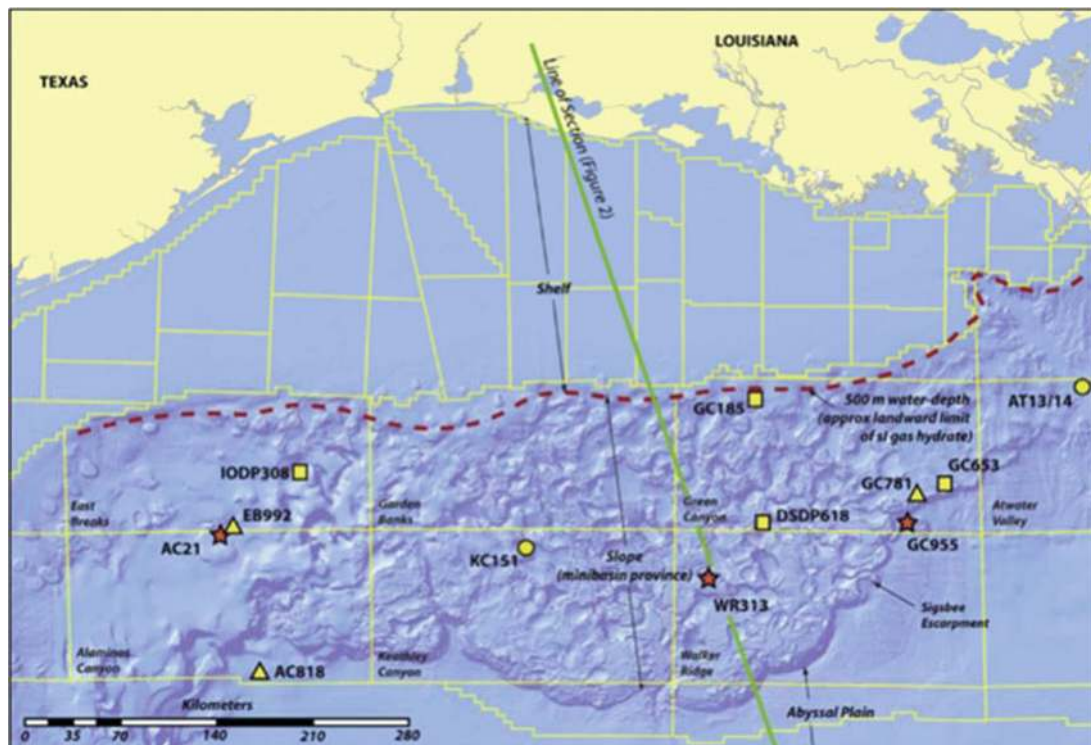 TEXAS
LOUISIANA
Line of Section (Figure 2)
Shelf
500 m water-depth
(approx landward limit
of sI gas hydrate)
GC185
AT13/14
IODP308
GC653
GC781
East
Breaks
EB992
Garden
Banks
Green
Canyon
DSDP618
Atwater
Valley
AC21
GC955
KC151
Slope
(minibasin province)
WR313
Sigsbee
Escarpment
Alaminos
Canyon
AC818
Keathley
Canyon
Walker
Ridge
Abyssal Plain
Kilometers
0 35 70 140 210 280